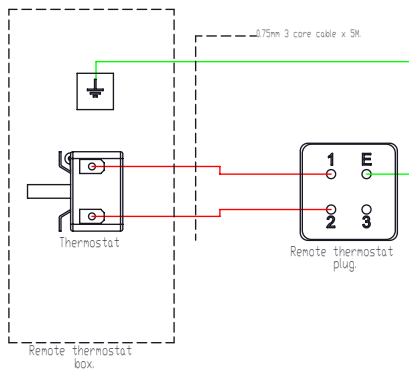 0.75mm 3 core cable x 5M.
1 E
2 3
Thermostat
Remote thermostat
plug.
Remote thermostat
box.